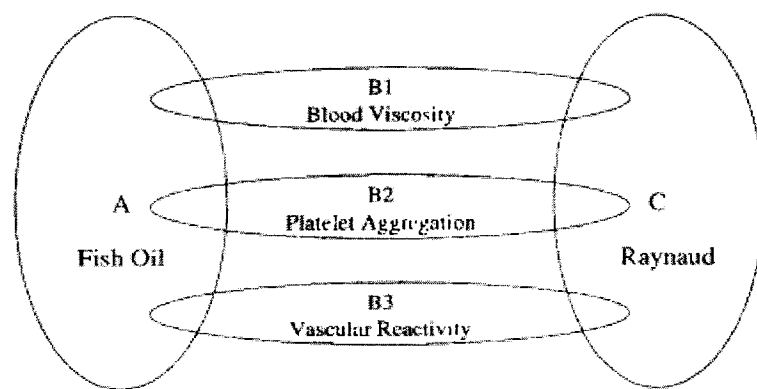 B1
Blood Viscosity
A
Fish Oil
B2
Platelet Aggregation
C
Raynaud
B3
Vascular Reactivity